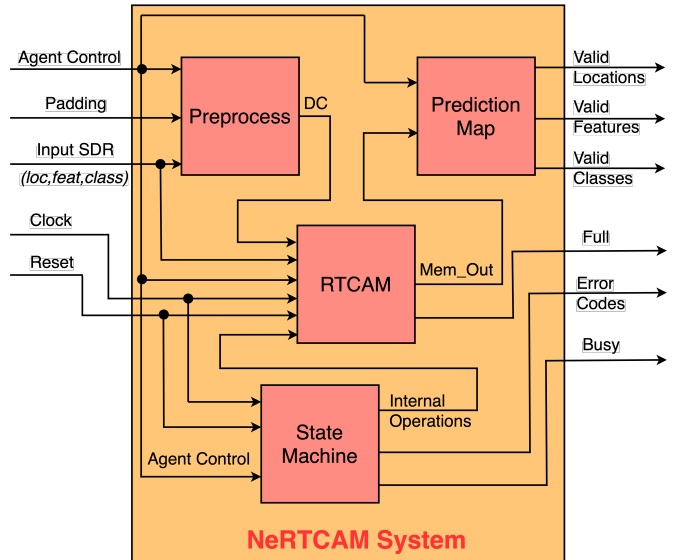 Agent Control
Padding
Input SDR
(loc,feat,class)
Clock
Reset
Preprocess
DC
Prediction
Map
Valid
Locations
Valid
Features
Valid
Classes
RTCAM
Mem_Out
Full
Error
Codes
Busy
Internal
Operations
State
Machine
Agent Control
NeRTCAM System